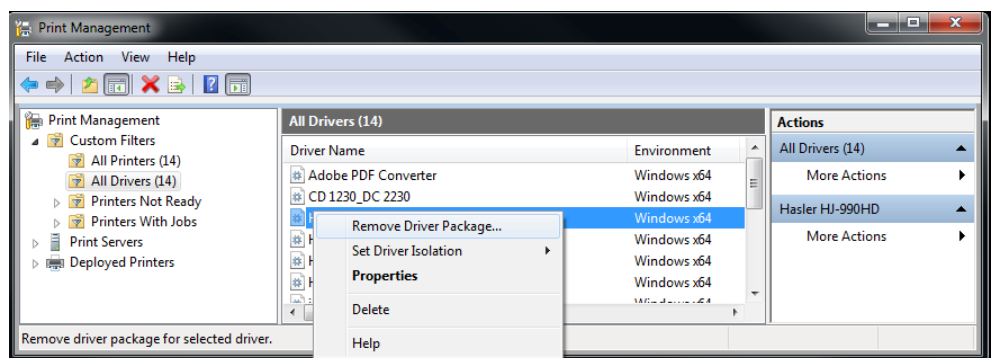 Print Management
File Action View Help
Print Management
Custom Filters
All Printers (14)
All Drivers (14)
Printers Not Ready
Printers With Jobs
Print Servers
Deployed Printers
All Drivers (14)
Driver Name Environment
Adobe PDF Converter Windows x64
CD 1230_DC 2230 Windows x64
Windows x64
Windows x64
Windows x64
Windows x64
Remove Driver Package...
Set Driver Isolation
Properties
Delete
Help
Actions
All Drivers (14)
More Actions
Hasler HJ-990HD
More Actions
Remove driver package for selected driver.